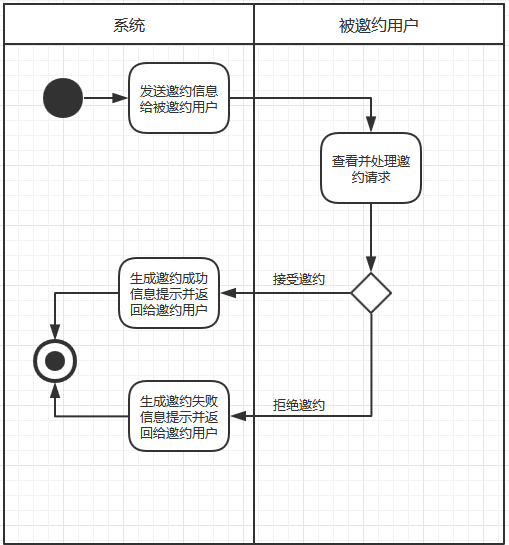 系统
被邀约用户
发送邀约信息
给被邀约用户
查看并处理邀
约请求
生成邀约成功
信息提示并返
回给邀约用户
接受邀约
生成邀约失败
信息提示并返
回给邀约用户
拒绝邀约